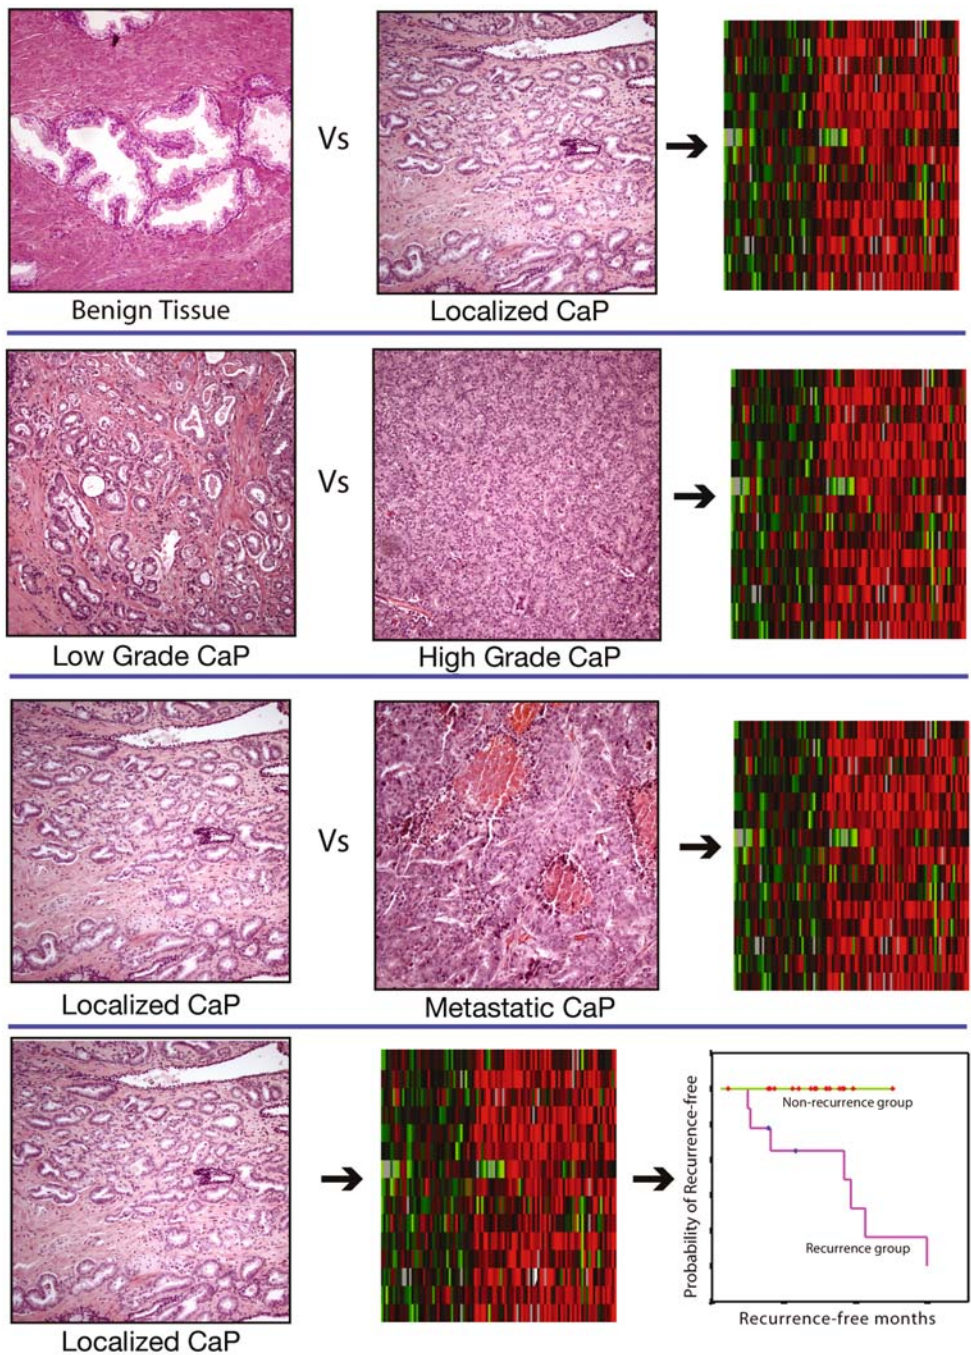 Vs
Benign Tissue
Localized CaP
Vs
Low Grade CaP
High Grade CaP
Vs
Localized CaP
Metastatic CaP
Localized CaP
Probability of Recurrence-free
Non-recurrence group
Recurrence group
Recurrence-free months